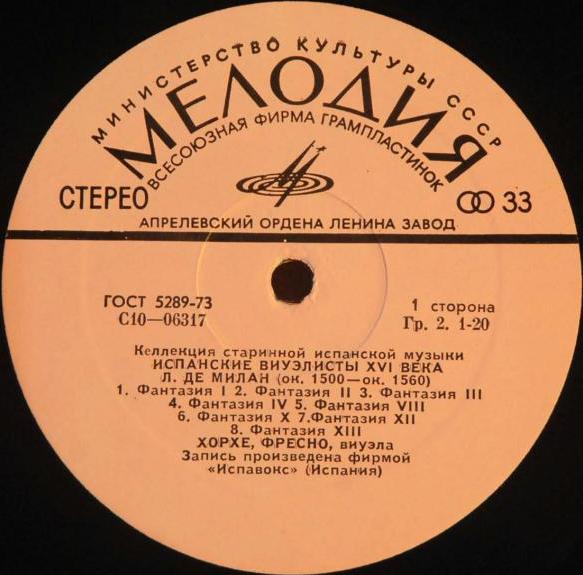 МИНИСТЕРСТВО КУЛЬТУРЫ СССР
МЕЛОДИЯ
ВСЕСОЮЗНАЯ ФИРМА ГРАМПЛАСТИНОК
СТЕРЕО
33
АПРЕЛЕВСКИЙ ОРДЕНА ЛЕНИНА ЗАВОД
ГОСТ 5289-73
С10—06317
1 сторона
Гр. 2. 1-20
Коллекция старинной испанской музыки
ИСПАНСКИЕ ВИУЭЛИСТЫ XVI ВЕКА
Л. ДЕ МИЛАН (ок. 1500—ок. 1560)
1. Фантазия I 2. Фантазия II 3. Фантазия III
4. Фантазия IV 5. Фантазия VIII
6. Фантазия X 7.Фантазия XII
8. Фантазия XIII
ХОРХЕ, ФРЕСНО, виуэла
Запись произведена фирмой
«Испавокс» (Испания)